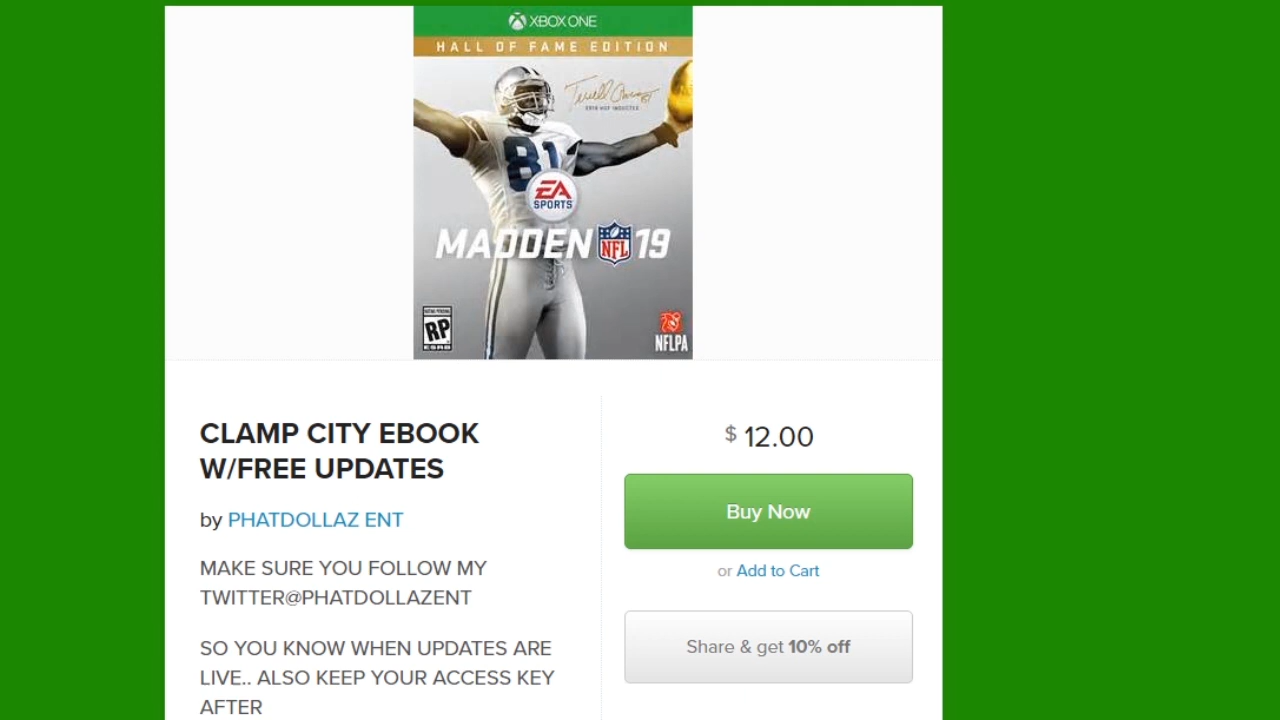 XBOX ONE
HALL OF FAME EDITION
81
EA
SPORTS
MADDEN NFL 19
RP
ESRB
NFLPA
CLAMP CITY EBOOK
W/FREE UPDATES
by PHATDOLLAZ ENT
MAKE SURE YOU FOLLOW MY
TWITTER@PHATDOLLAZENT
SO YOU KNOW WHEN UPDATES ARE
LIVE.. ALSO KEEP YOUR ACCESS KEY
AFTER
$ 12.00
Buy Now
or Add to Cart
Share & get 10% off